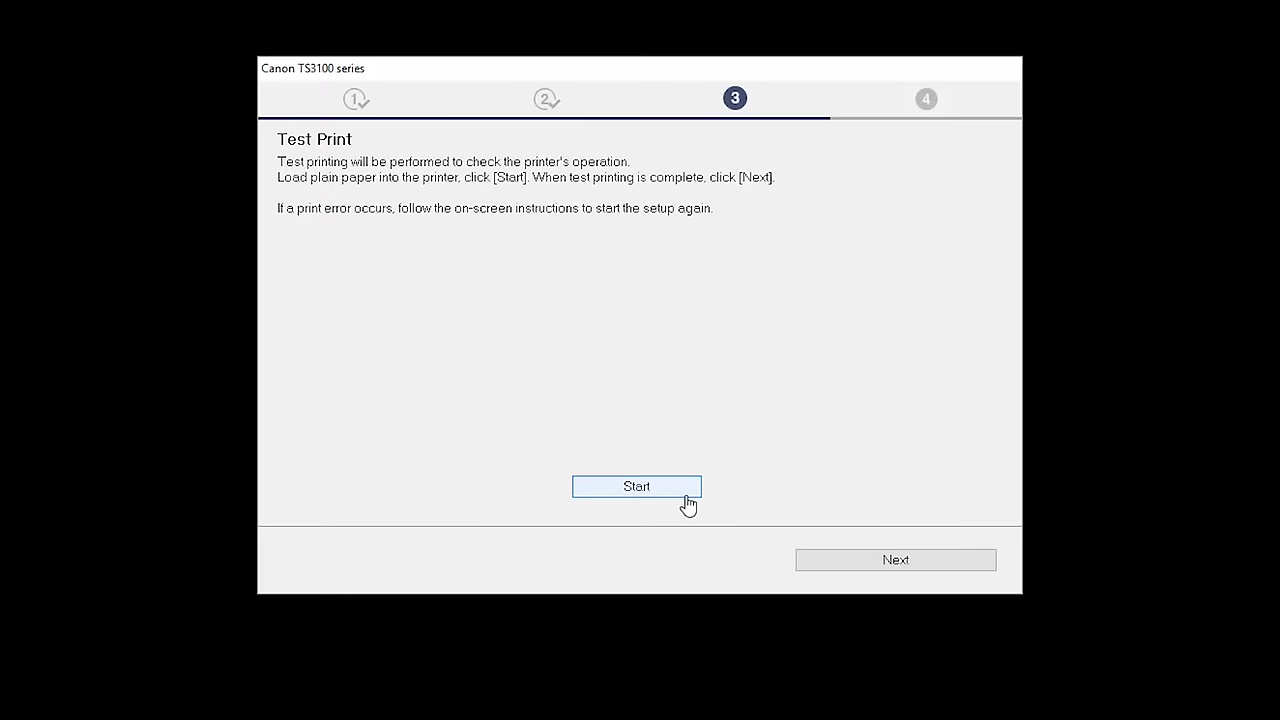 Canon TS3100 series
1 2 3 4
Test Print
Test printing will be performed to check the printer's operation.
Load plain paper into the printer, click [Start]. When test printing is complete, click [Next].
If a print error occurs, follow the on-screen instructions to start the setup again.
Start
Next